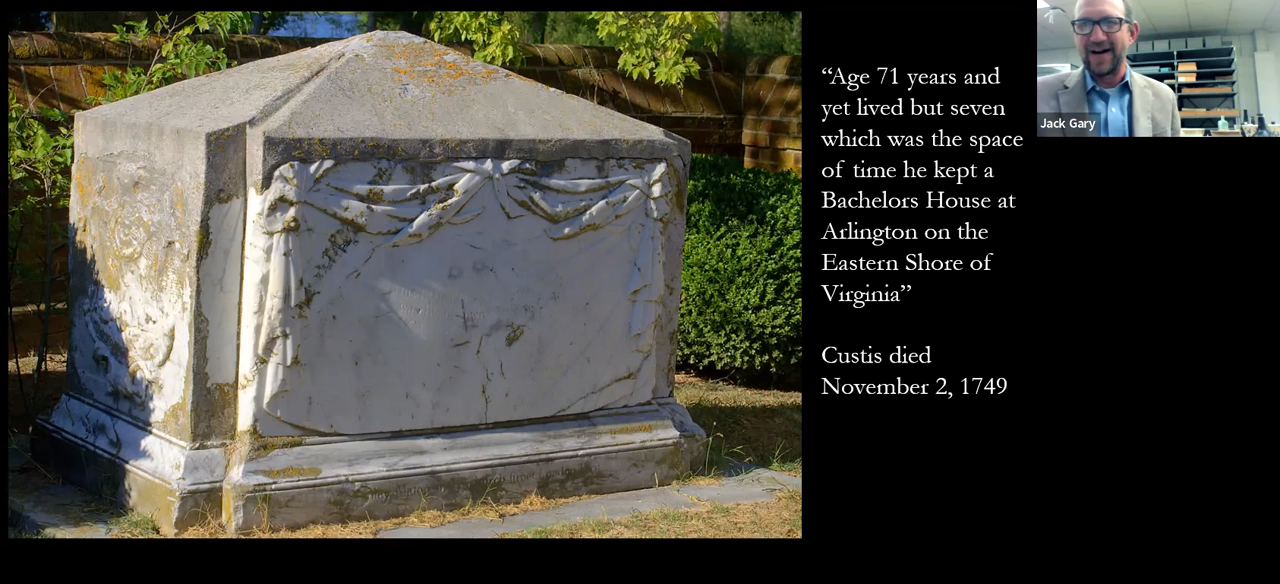 “Age 71 years and
yet lived but seven
which was the space
of time he kept a
Bachelors House at
Arlington on the
Eastern Shore of
Virginia”
Custis died
November 2, 1749
Jack Gary